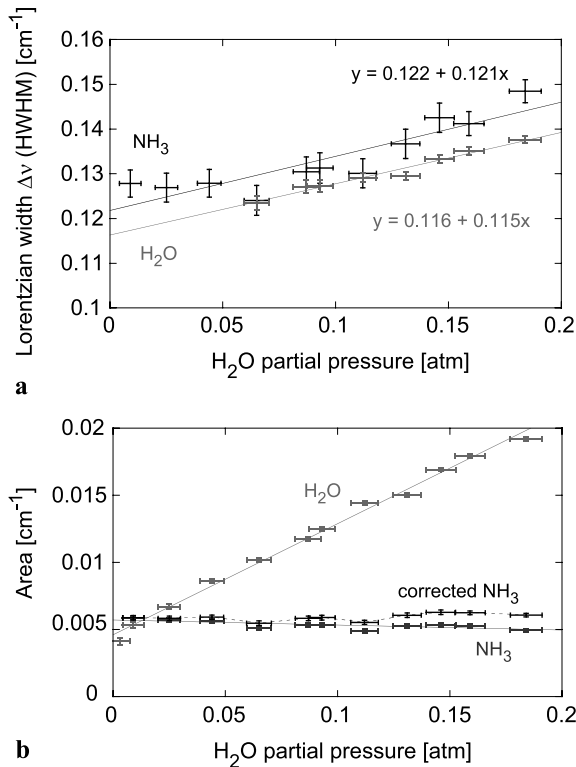 0.16
0.15
0.14
0.13
0.12
0.11
0.1
Lorentzian width Δν (HWHM) [cm⁻¹]
y = 0.122 + 0.121x
NH₃
H₂O
y = 0.116 + 0.115x
0 0.05 0.1 0.15 0.2
H₂O partial pressure [atm]
a
0.02
0.015
0.01
0.005
0
Area [cm⁻¹]
H₂O
corrected NH₃
NH₃
0 0.05 0.1 0.15 0.2
H₂O partial pressure [atm]
b